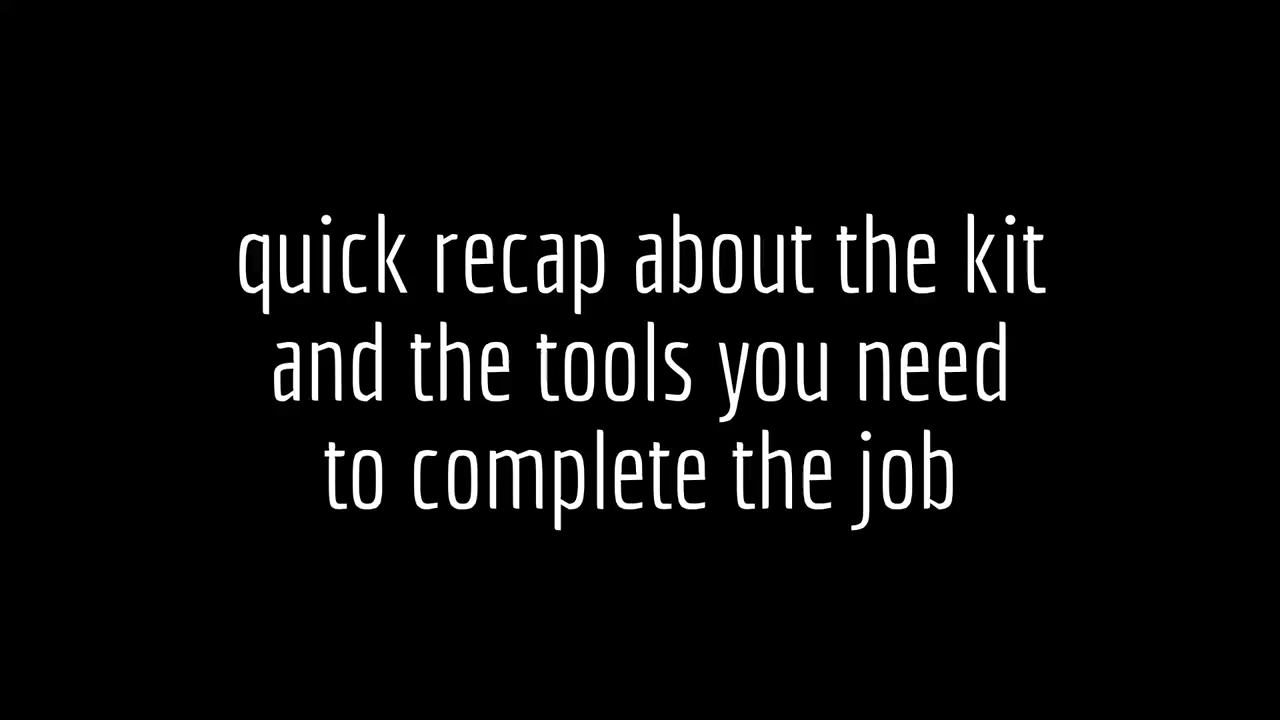 quick recap about the kit
and the tools you need
to complete the job